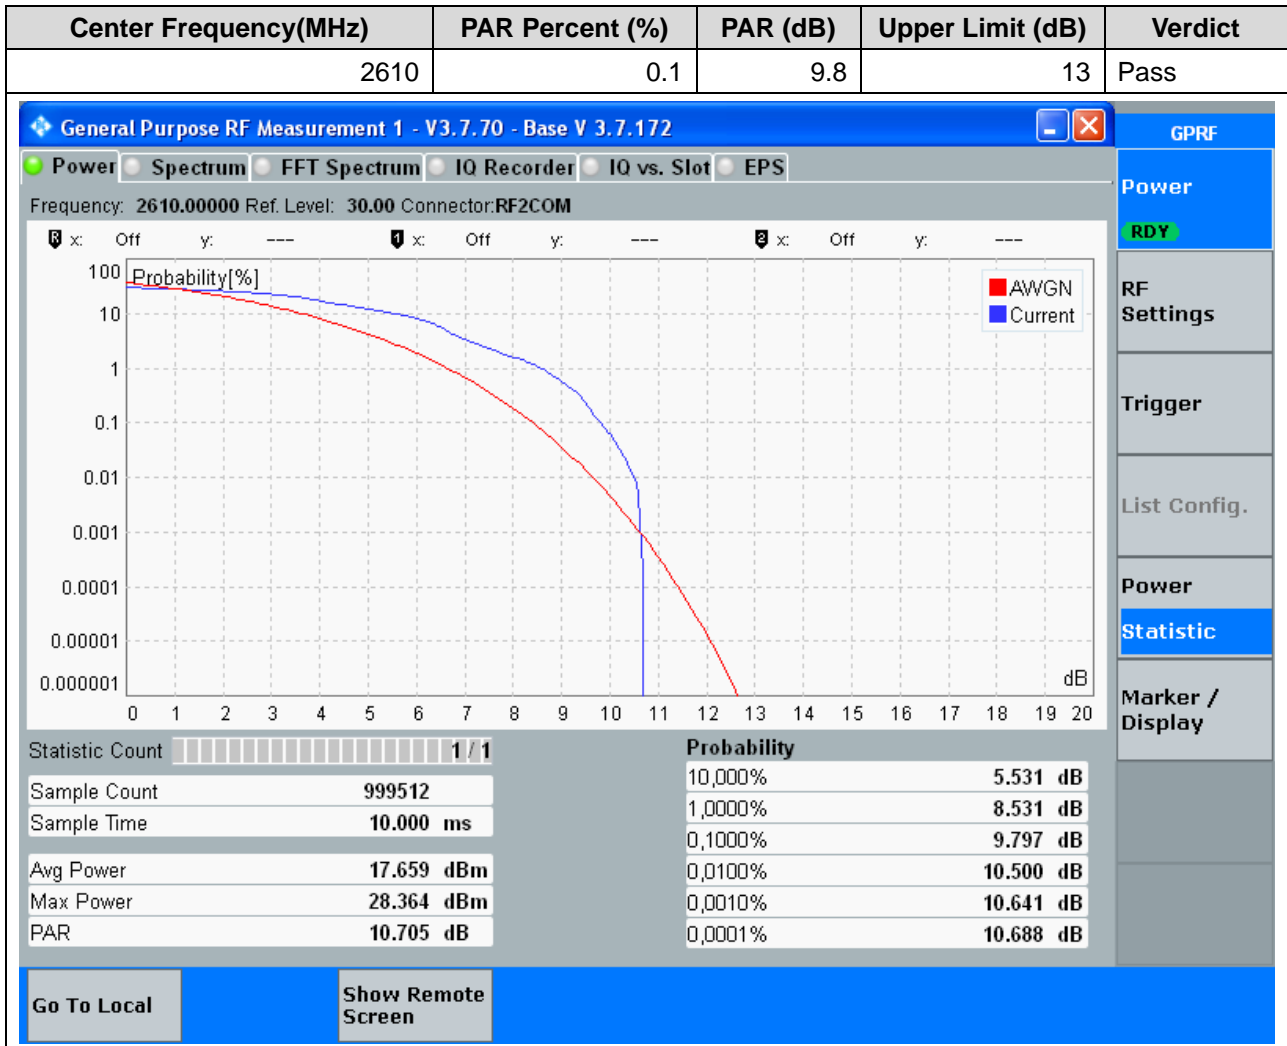 Center Frequency(MHz) PAR Percent (%) PAR (dB) Upper Limit (dB) Verdict
2610 0.1 9.8 13 Pass
General Purpose RF Measurement 1 - V3.7.70 - Base V 3.7.172
GPRF
Power Spectrum FFT Spectrum IQ Recorder IQ vs. Slot EPS
Power
RDY
Frequency: 2610.00000 Ref. Level: 30.00 Connector:RF2COM
R x: Off y: --- 1 x: Off y: --- 2 x: Off y: ---
Probability[%]
AWGN
Current
100
10
1
0.1
0.01
0.001
0.0001
0.00001
0.000001
dB
0 1 2 3 4 5 6 7 8 9 10 11 12 13 14 15 16 17 18 19 20
RF
Settings
Trigger
List Config.
Power
Statistic
Marker /
Display
Statistic Count 1 / 1
Sample Count 999512
Sample Time 10.000 ms
Avg Power 17.659 dBm
Max Power 28.364 dBm
PAR 10.705 dB
Probability
10,000% 5.531 dB
1,0000% 8.531 dB
0,1000% 9.797 dB
0,0100% 10.500 dB
0,0010% 10.641 dB
0,0001% 10.688 dB
Go To Local
Show Remote
Screen